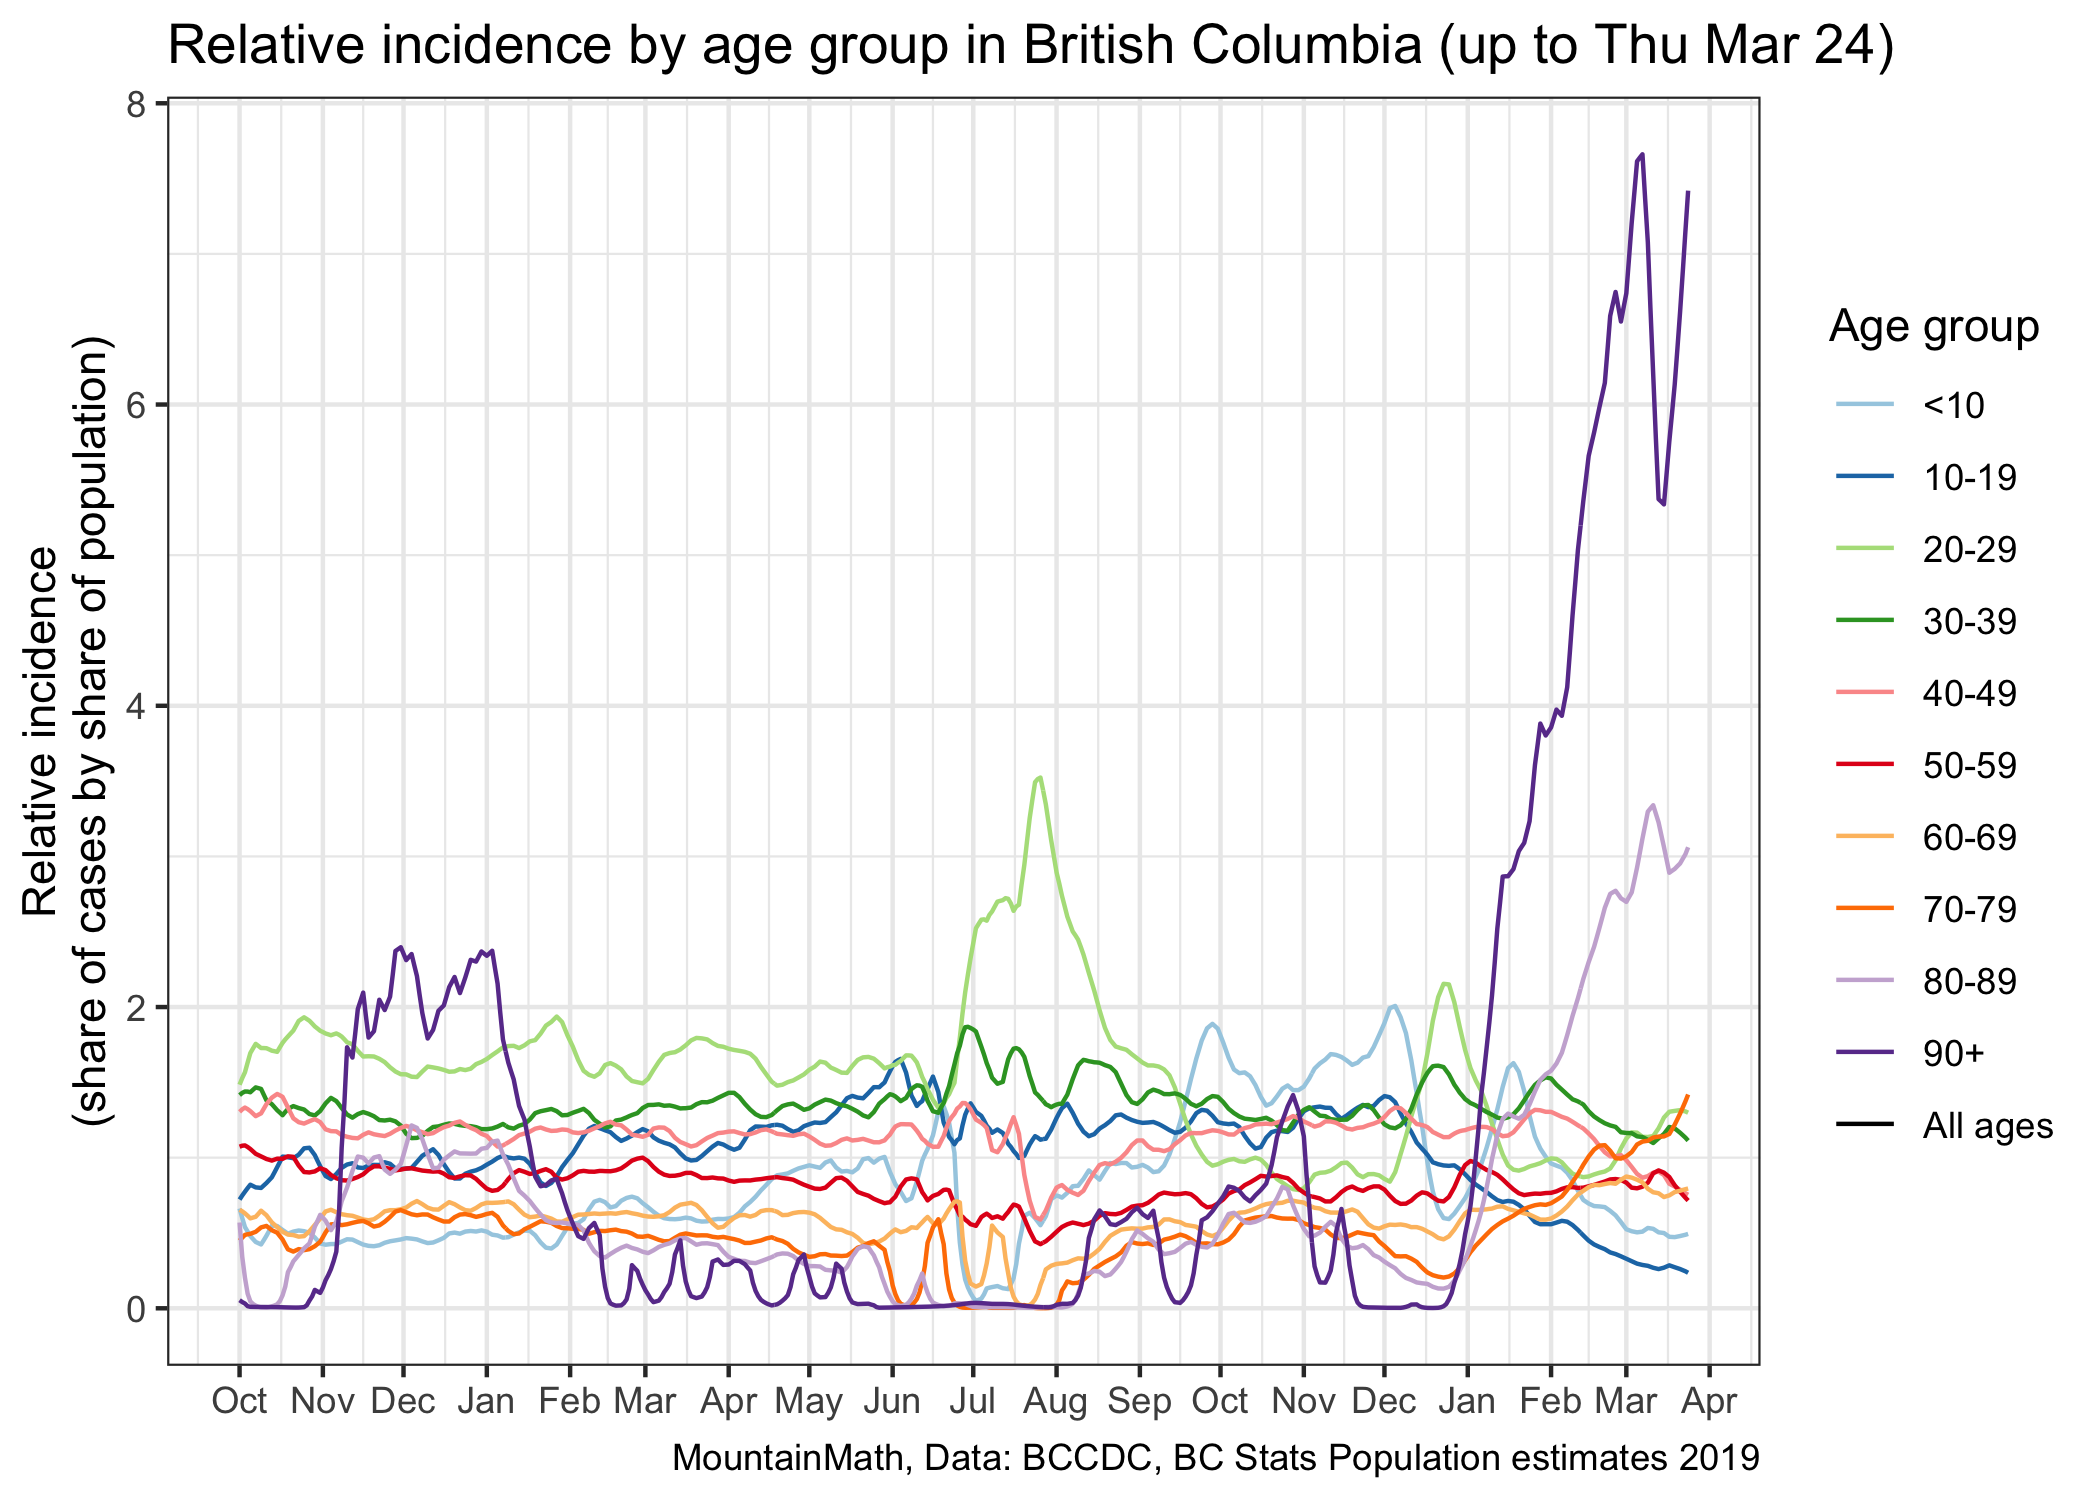 Relative incidence by age group in British Columbia (up to Thu Mar 24)
Relative incidence
(share of cases by share of population)
8
6
4
2
0
Oct Nov Dec Jan Feb Mar Apr May Jun Jul Aug Sep Oct Nov Dec Jan Feb Mar Apr
Age group
<10
10-19
20-29
30-39
40-49
50-59
60-69
70-79
80-89
90+
All ages
MountainMath, Data: BCCDC, BC Stats Population estimates 2019